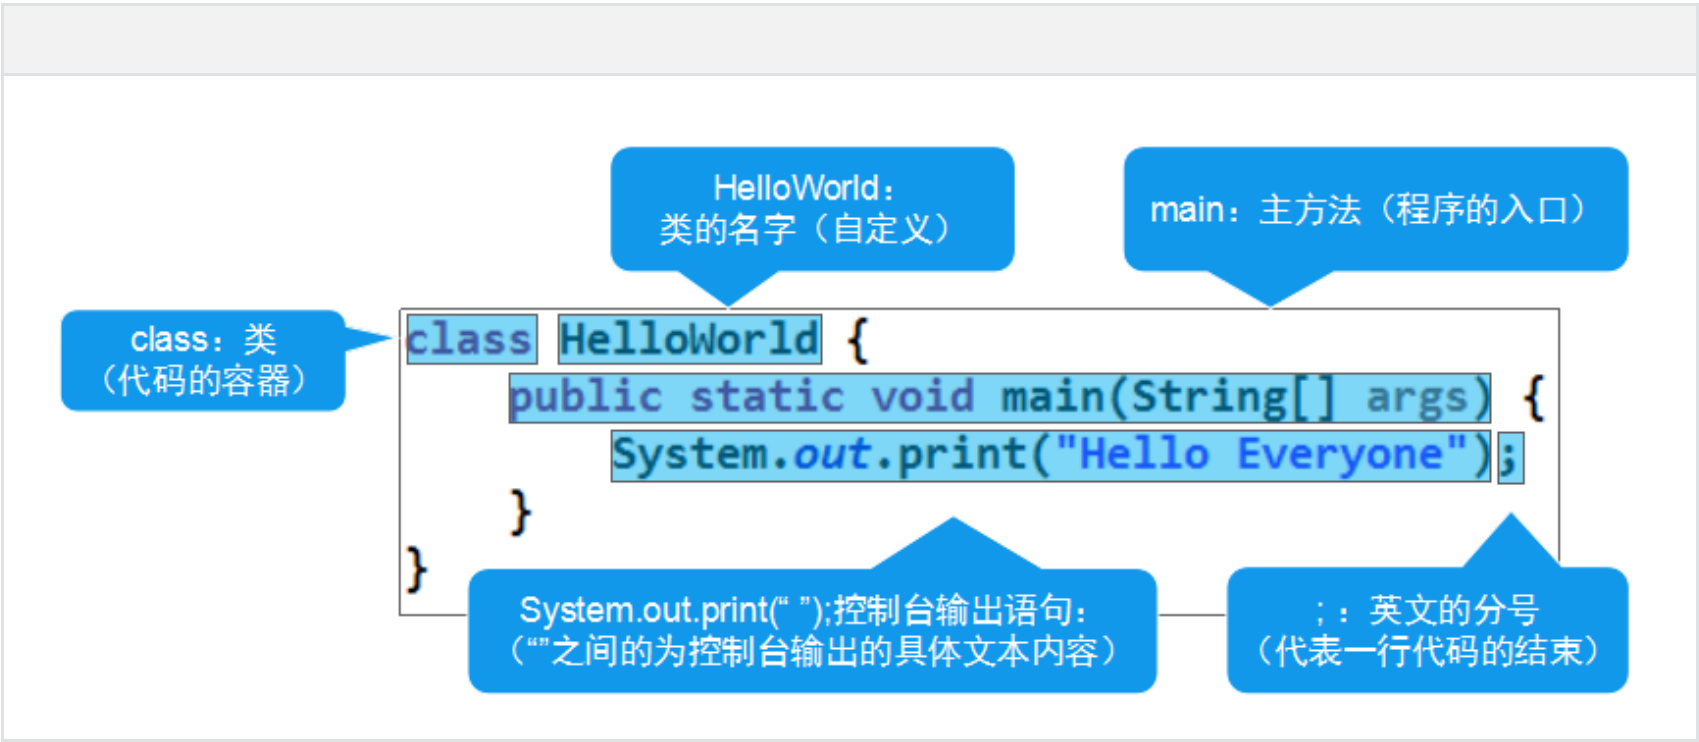 HelloWorld：
类的名字（自定义）
main：主方法（程序的入口）
class：类
（代码的容器）
class HelloWorld {
public static void main(String[] args) {
System.out.print("Hello Everyone");
}
}
System.out.print(“ ”);控制台输出语句：
（“”之间的为控制台输出的具体文本内容）
; ：英文的分号
（代表一行代码的结束）